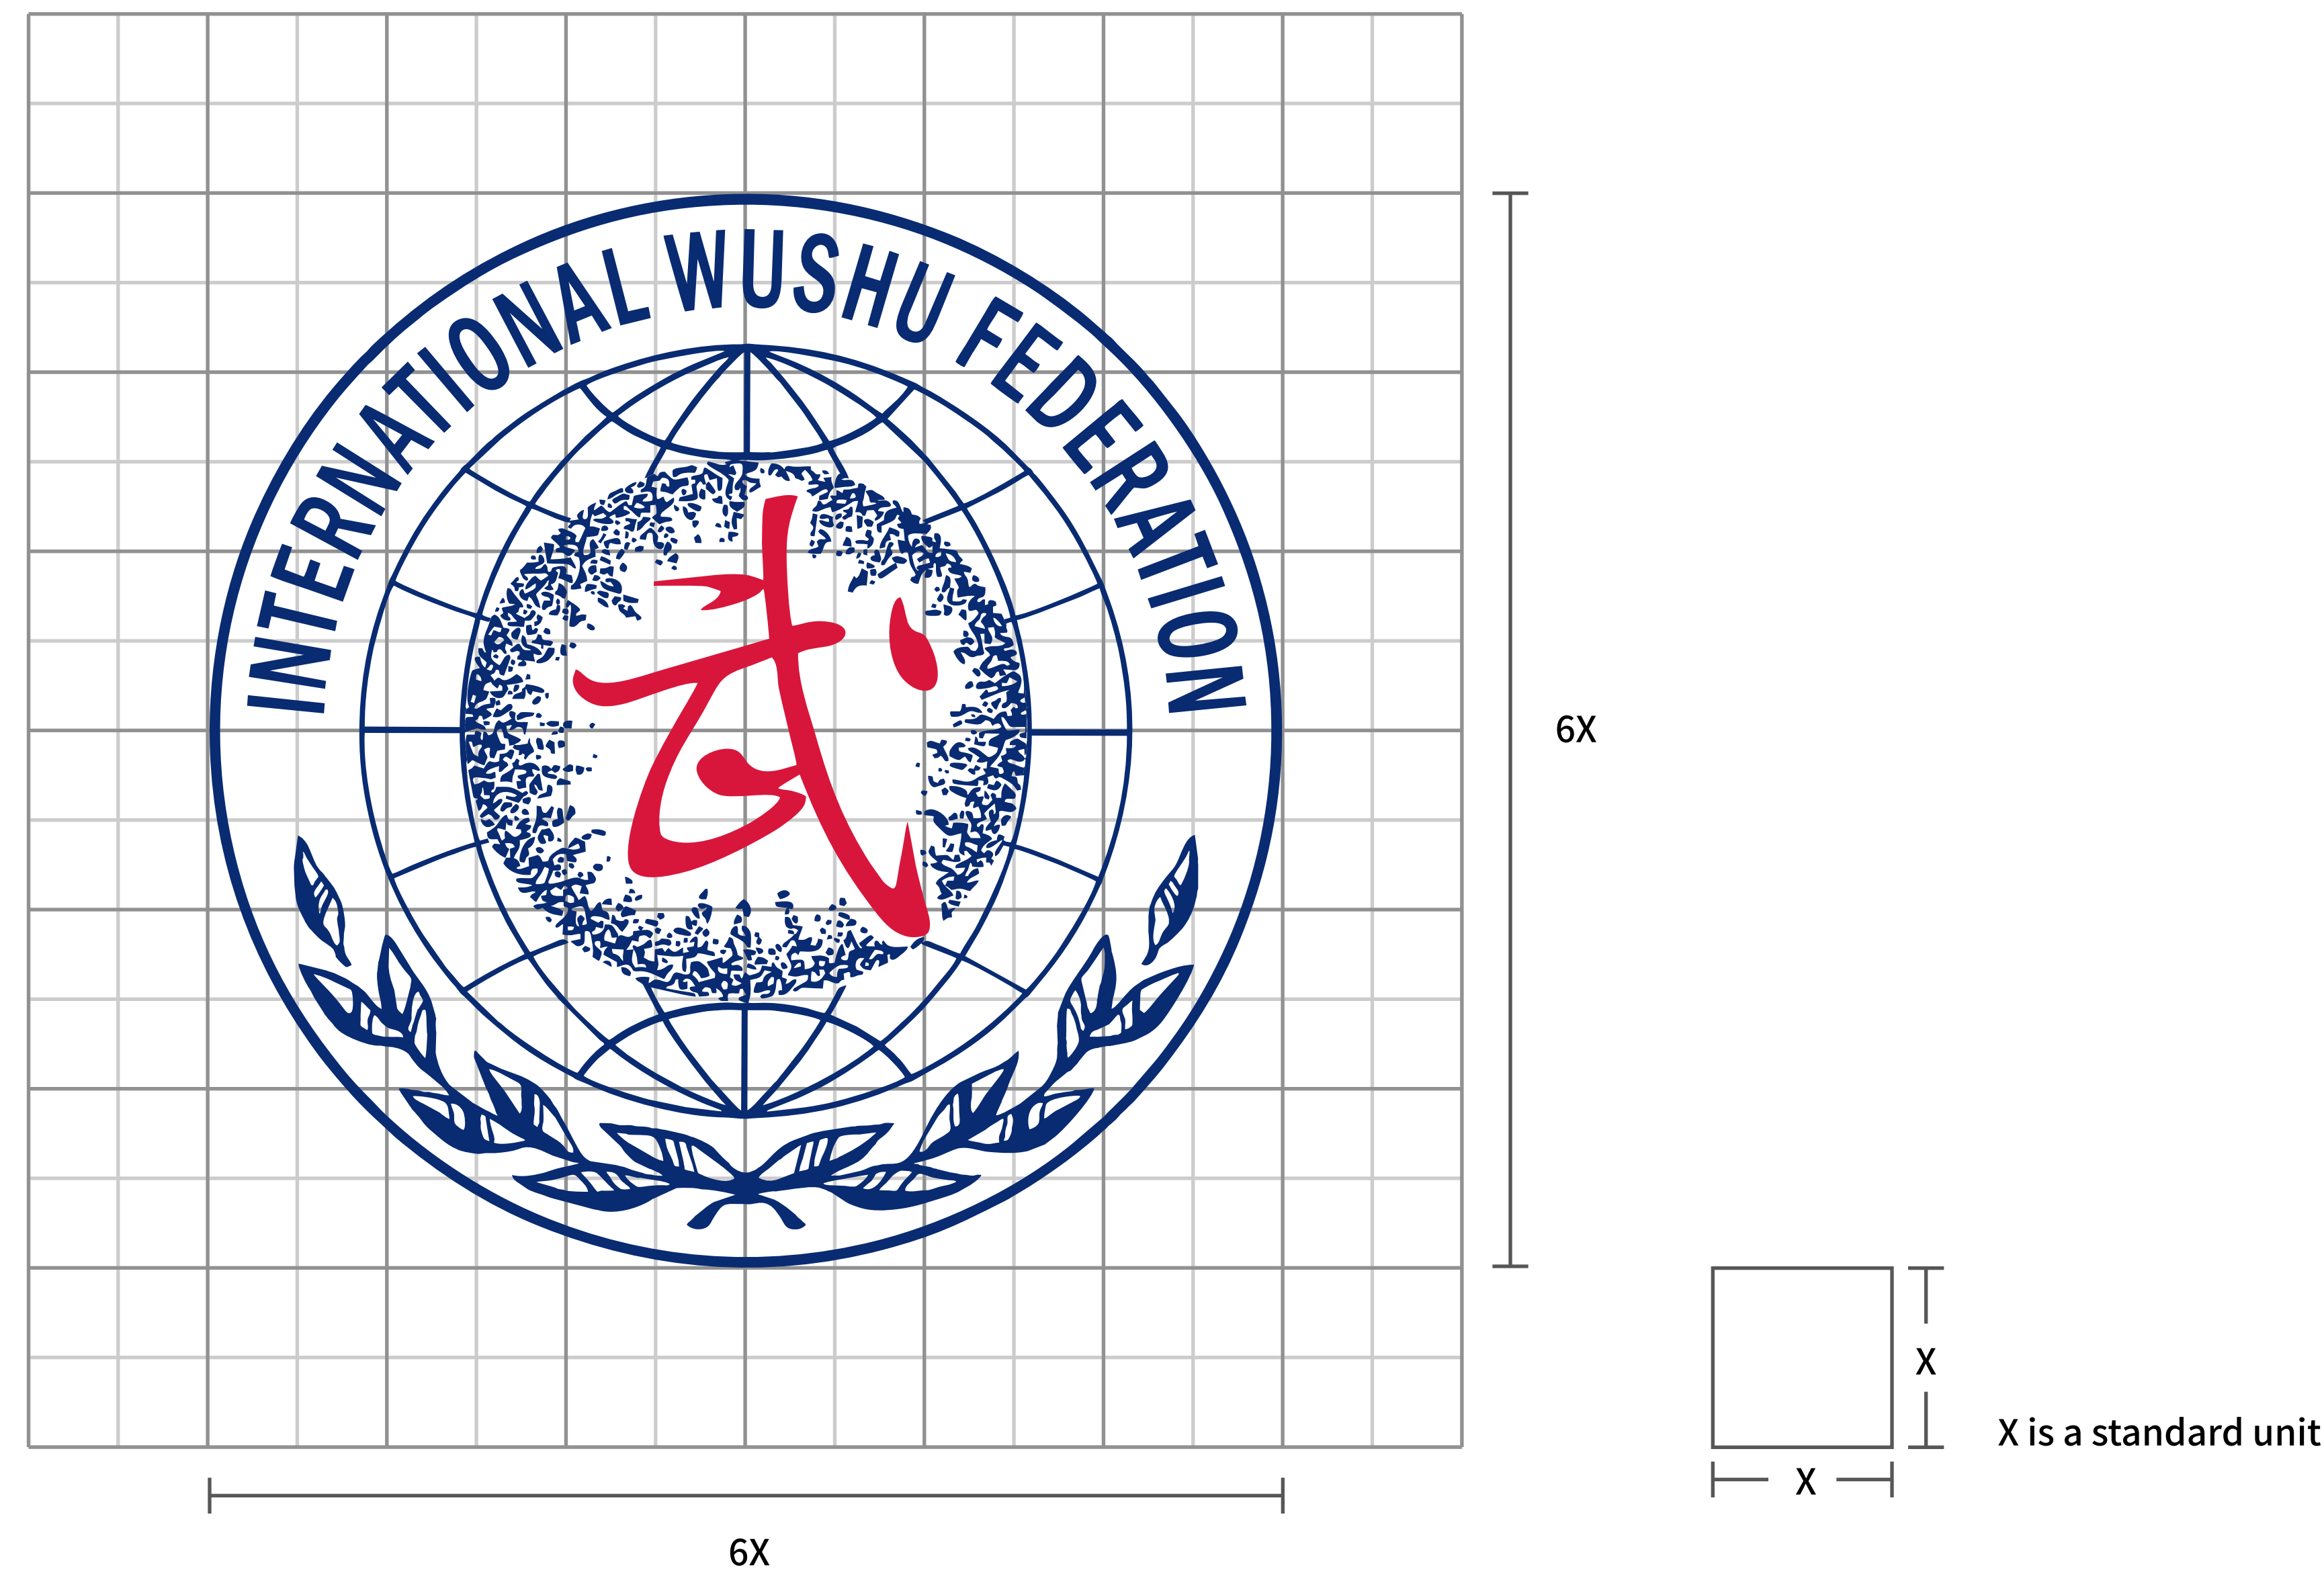 INTERNATIONAL WUSHU FEDERATION
武
6X
X
X is a standard unit
X
6X